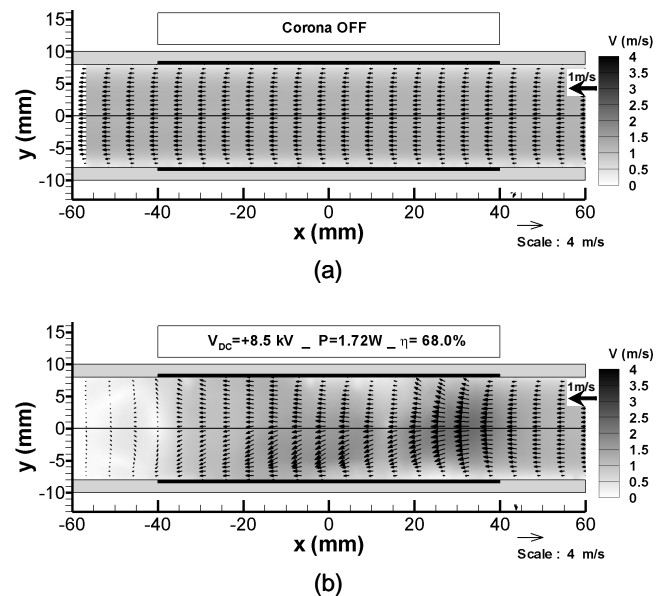 Corona OFF
V (m/s)
15
10
5
0
-5
-10
y (mm)
1m/s
4
3.5
3
2.5
2
1.5
1
0.5
0
-60 -40 -20 0 20 40 60
x (mm)
Scale : 4 m/s
(a)
V_DC=+8.5 kV _ P=1.72W _ η= 68.0%
V (m/s)
15
10
5
0
-5
-10
y (mm)
1m/s
4
3.5
3
2.5
2
1.5
1
0.5
0
-60 -40 -20 0 20 40 60
x (mm)
Scale : 4 m/s
(b)